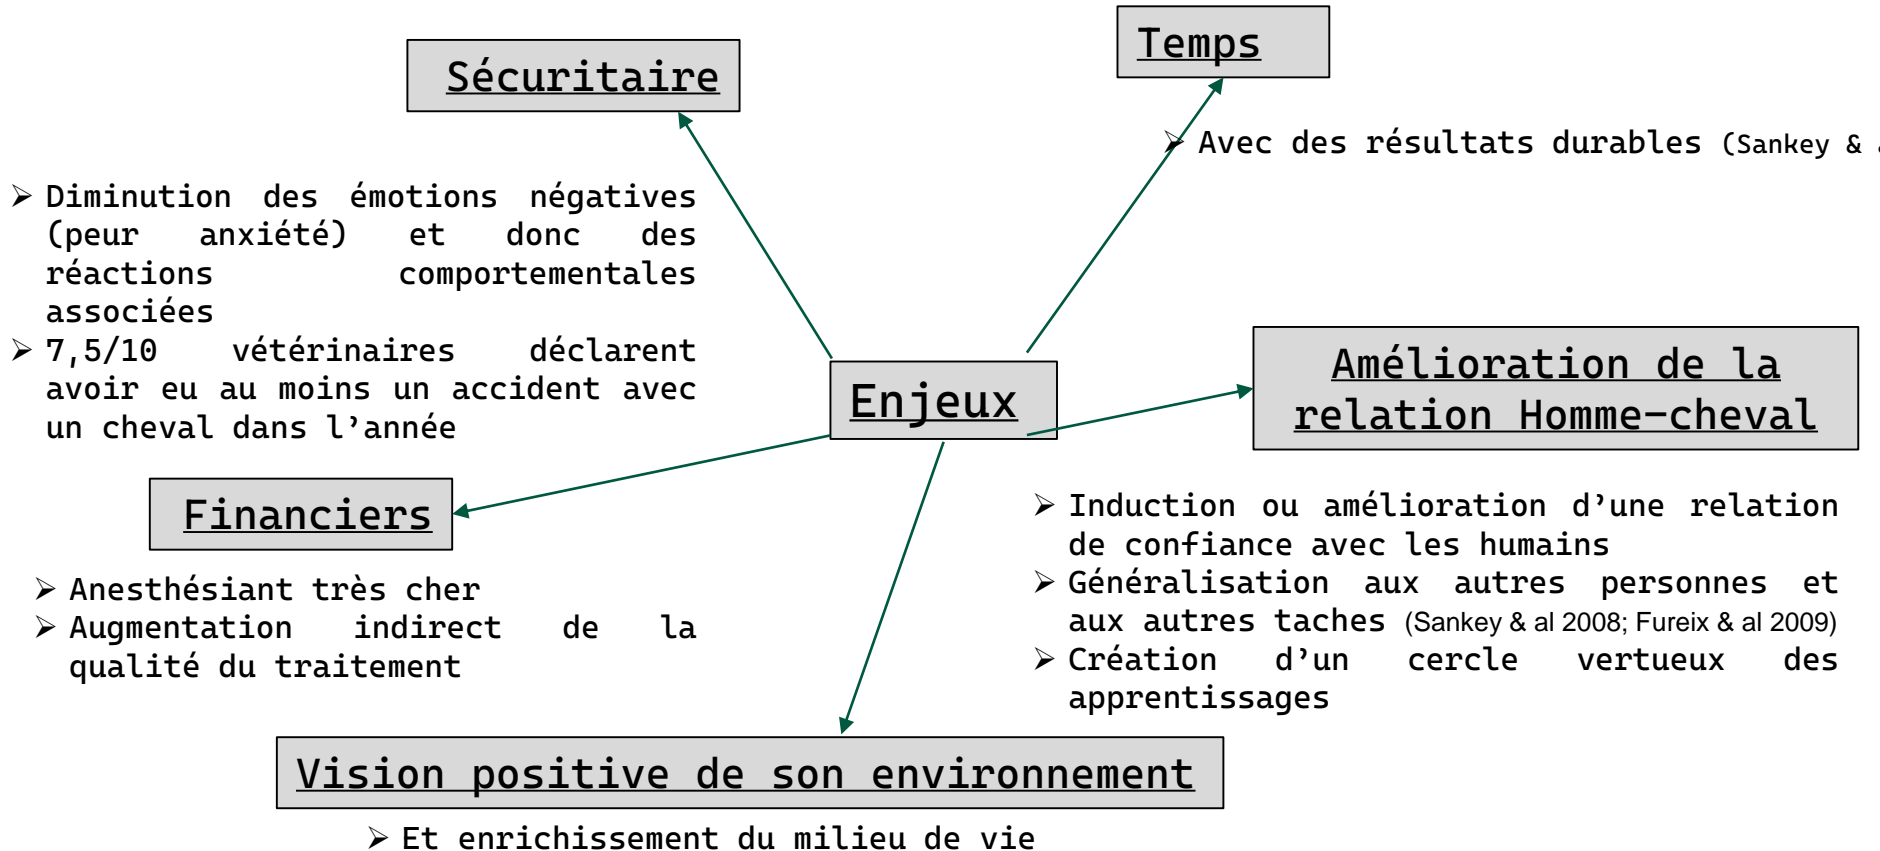 Sécuritaire
Temps
➢ Avec des résultats durables (Sankey &
➢ Diminution des émotions négatives
(peur anxiété) et donc des
réactions comportementales
associées
➢ 7,5/10 vétérinaires déclarent
avoir eu au moins un accident avec
un cheval dans l’année
Enjeux
Amélioration de la
relation Homme-cheval
Financiers
➢ Anesthésiant très cher
➢ Augmentation indirect de la
qualité du traitement
➢ Induction ou amélioration d’une relation
de confiance avec les humains
➢ Généralisation aux autres personnes et
aux autres taches (Sankey & al 2008; Fureix & al 2009)
➢ Création d’un cercle vertueux des
apprentissages
Vision positive de son environnement
➢ Et enrichissement du milieu de vie